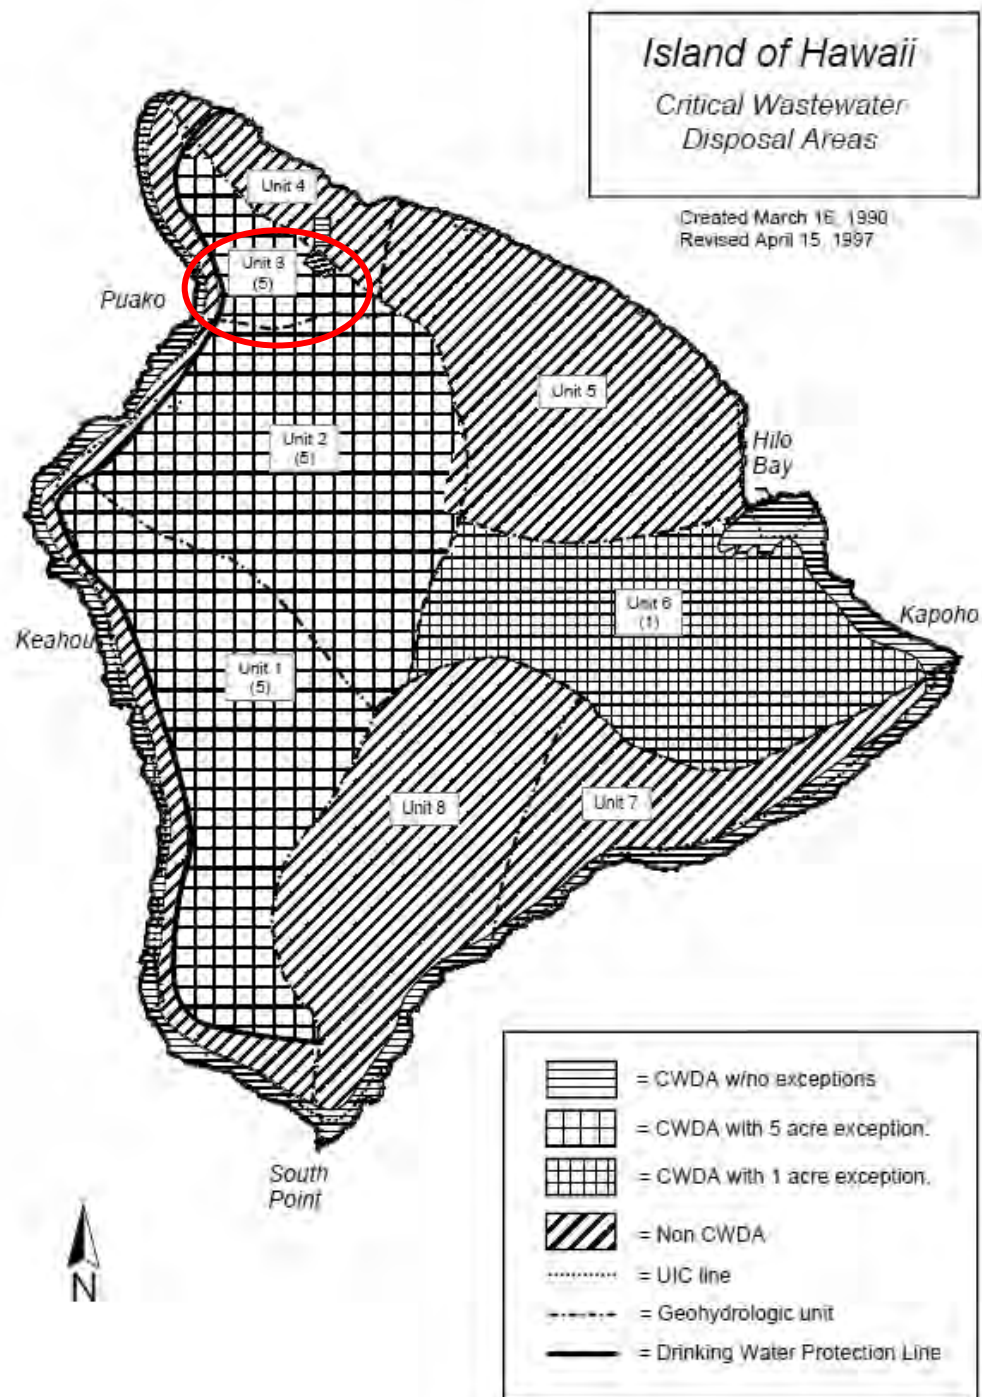 Island of Hawaii
Critical Wastewater
Disposal Areas
Created March 16, 1990
Revised April 15, 1997
Unit 4
Unit 3
(5)
Puako
Unit 5
Unit 2
(5)
Hilo
Bay
Unit 6
(1)
Kapoho
Keahou
Unit 1
(5)
Unit 8
Unit 7
South
Point
N
= CWDA w/no exceptions
= CWDA with 5 acre exception.
= CWDA with 1 acre exception.
= Non CWDA
= UIC line
= Geohydrologic unit
= Drinking Water Protection Line